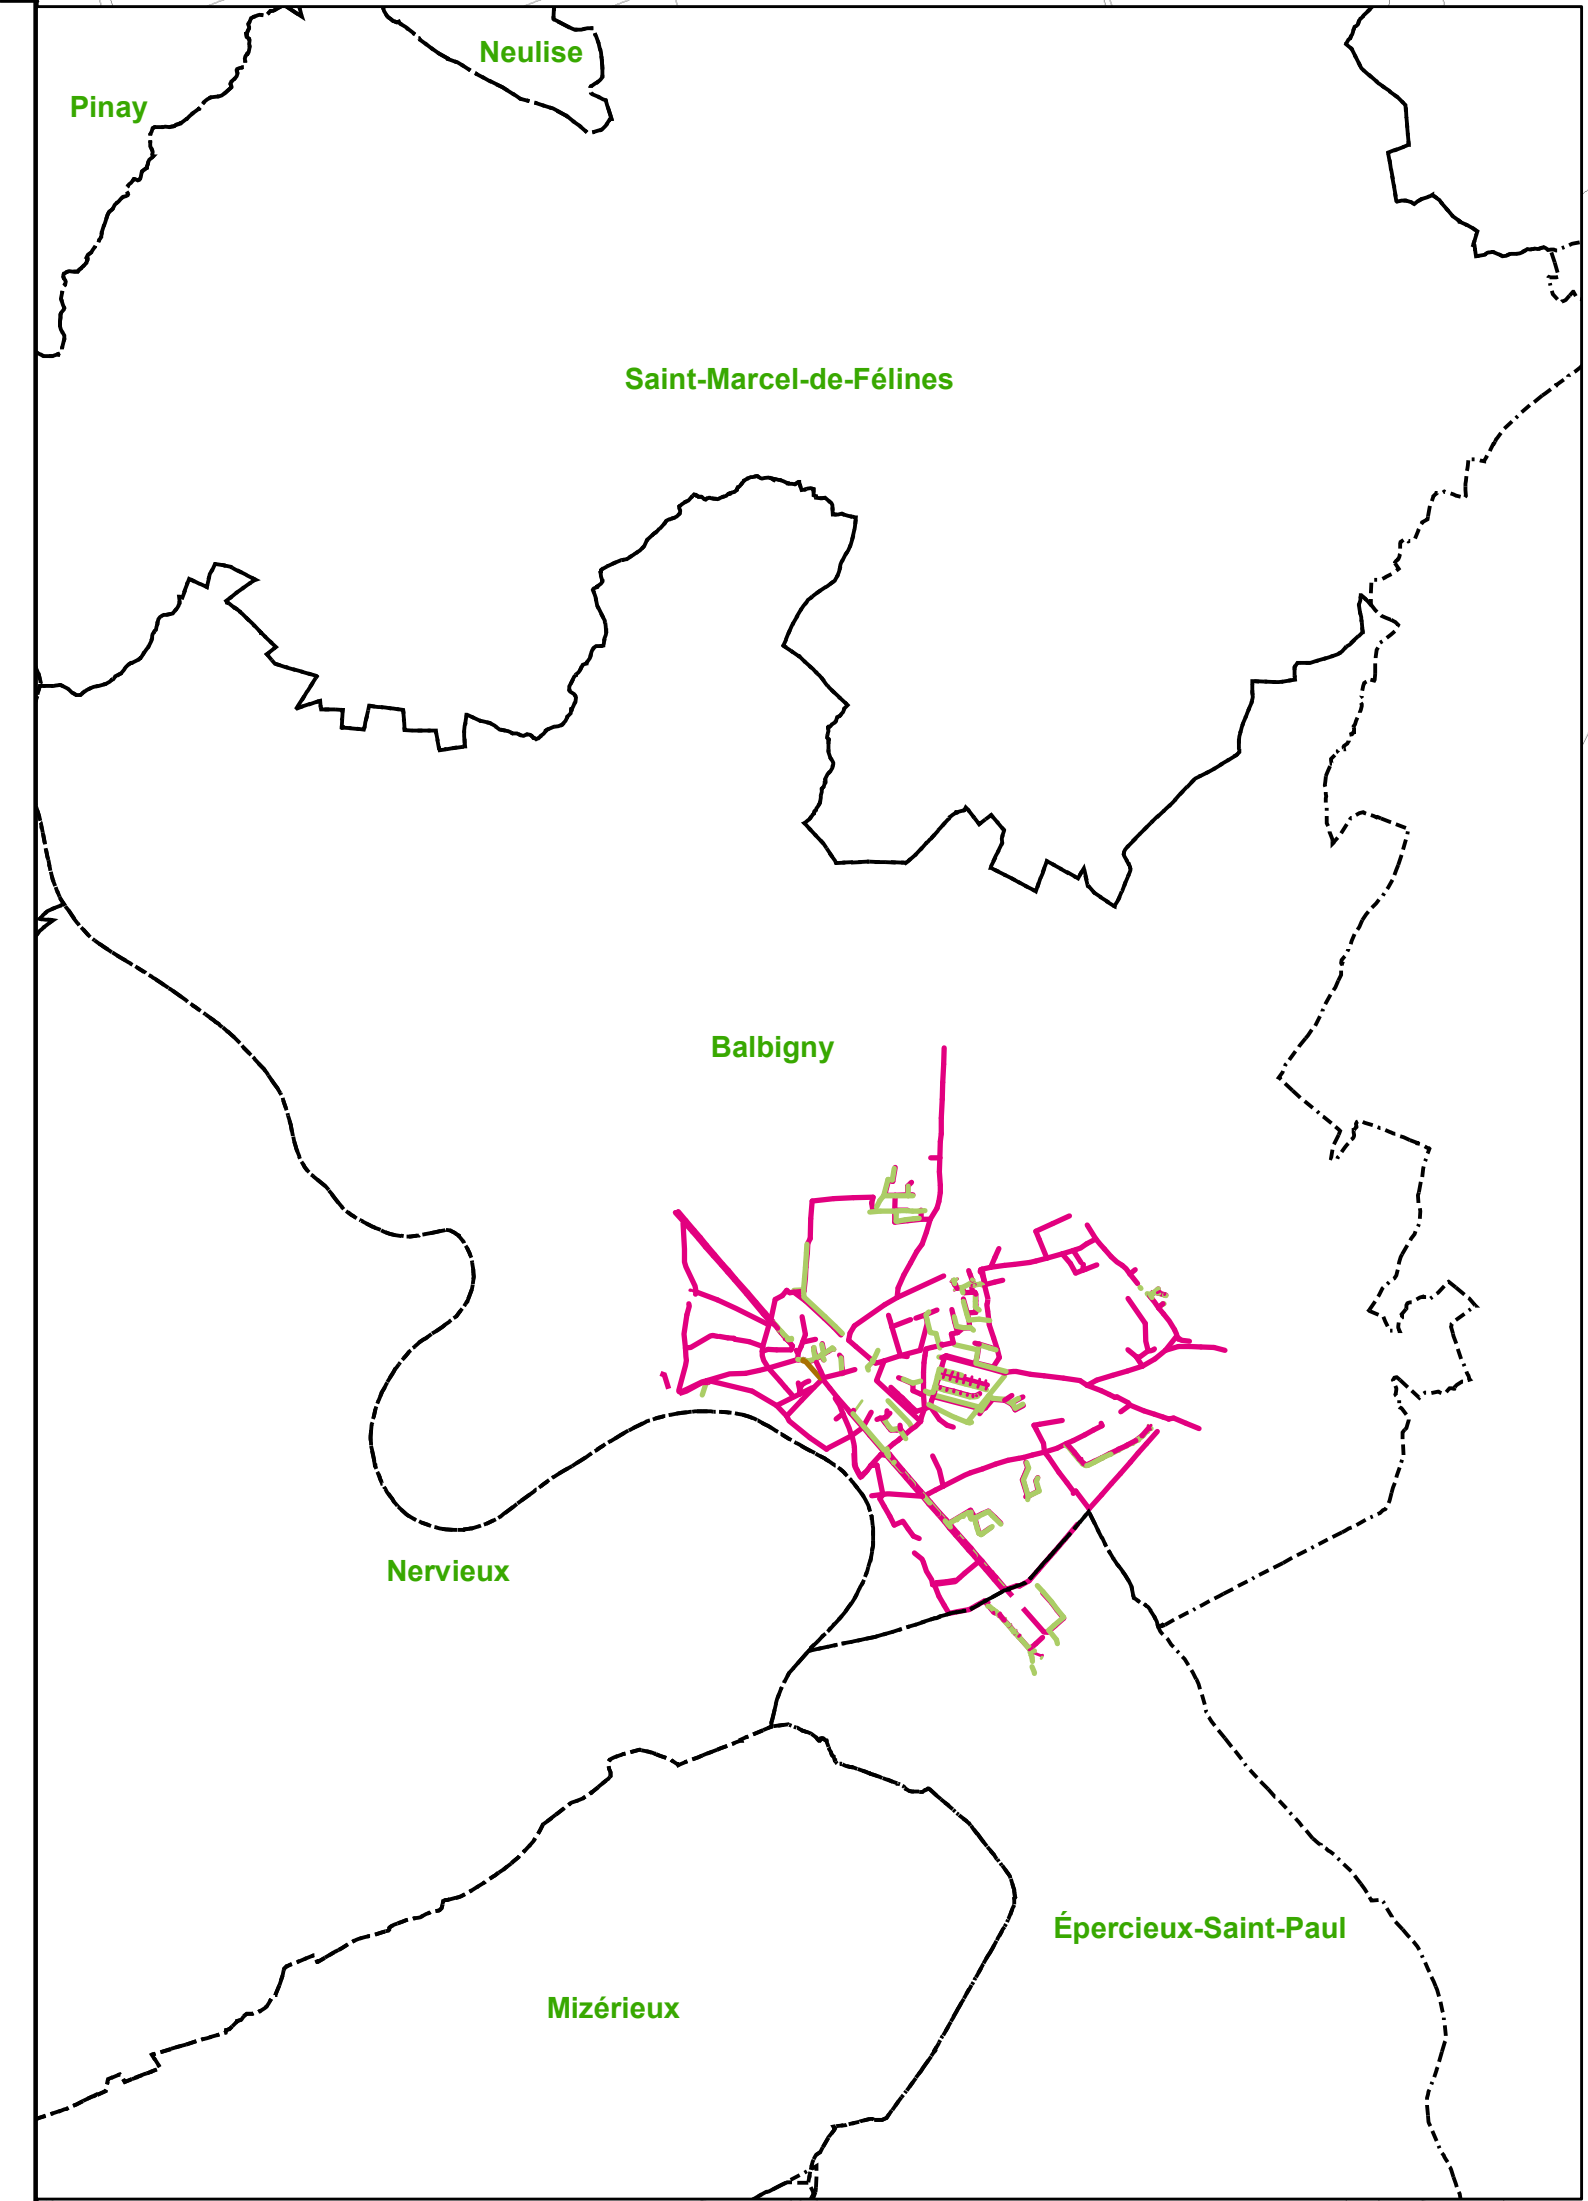 Neulise
Pinay
Saint-Marcel-de-Félines
Balbigny
Nervieux
Épercieux-Saint-Paul
Mizérieux